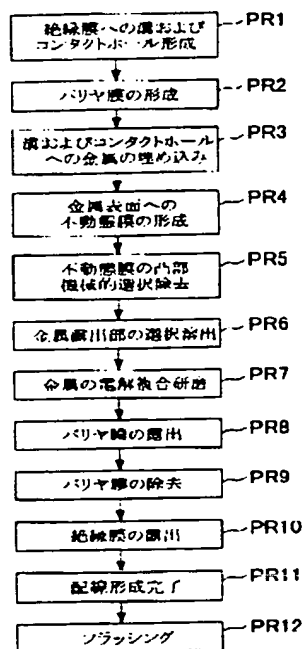 絶縁膜への溝および
コンタクトホール形成
PR1
バリヤ膜の形成
PR2
溝およびコンタクトホール
への金属の埋め込み
PR3
金属表面への
不動態膜の形成
PR4
不動態膜の凸部
機械的選択除去
PR5
金属露出部の選択溶出
PR6
金属の電解複合研磨
PR7
バリヤ膜の露出
PR8
バリヤ膜の除去
PR9
絶縁膜の露出
PR10
配線形成完了
PR11
フラッシング
PR12